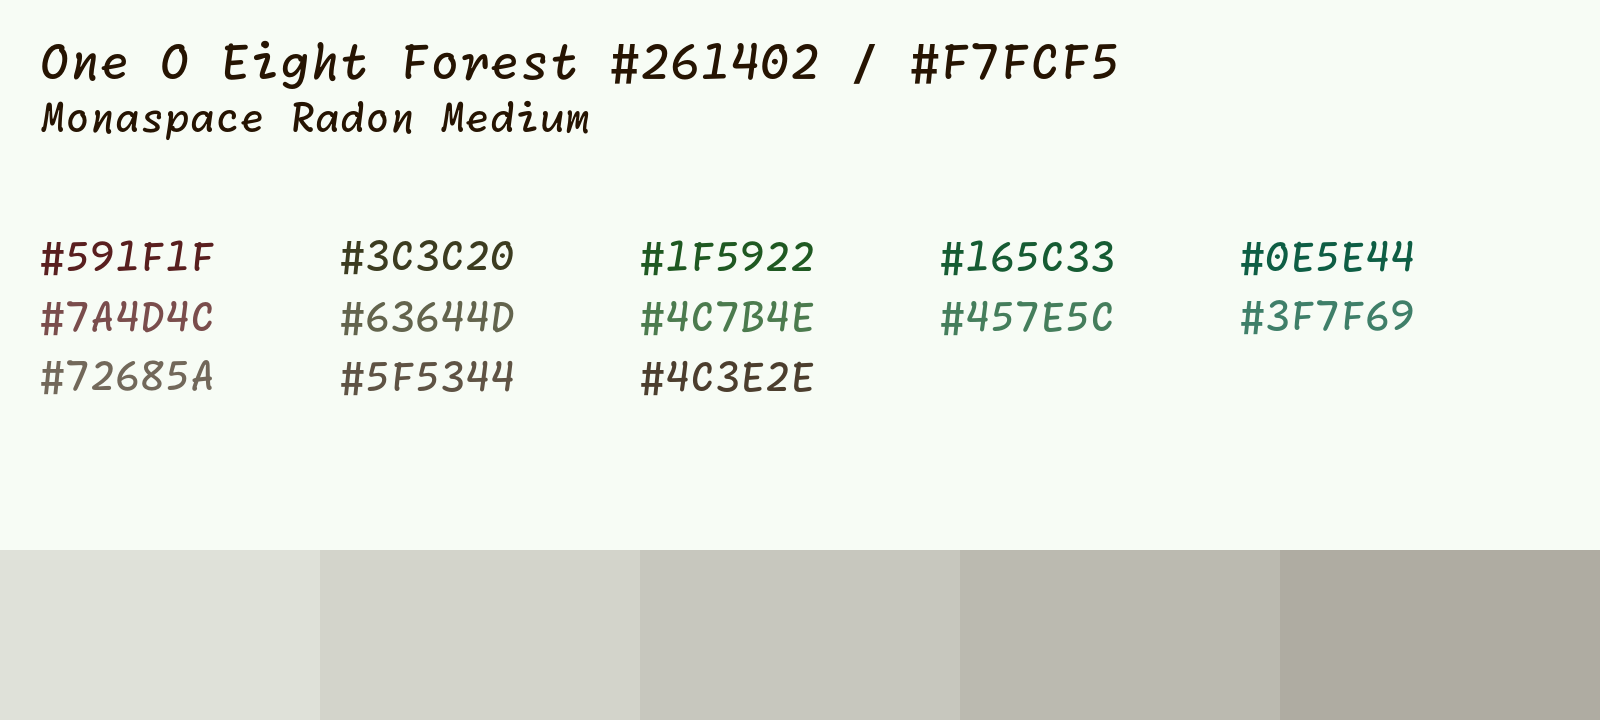 One O Eight Forest #261402 / #F7FCF5
Monaspace Radon Medium
#591F1F #3C3C20 #1F5922 #165C33 #0E5E44
#7A4D4C #63644D #4C7B4E #457E5C #3F7F69
#72685A #5F5344 #4C3E2E